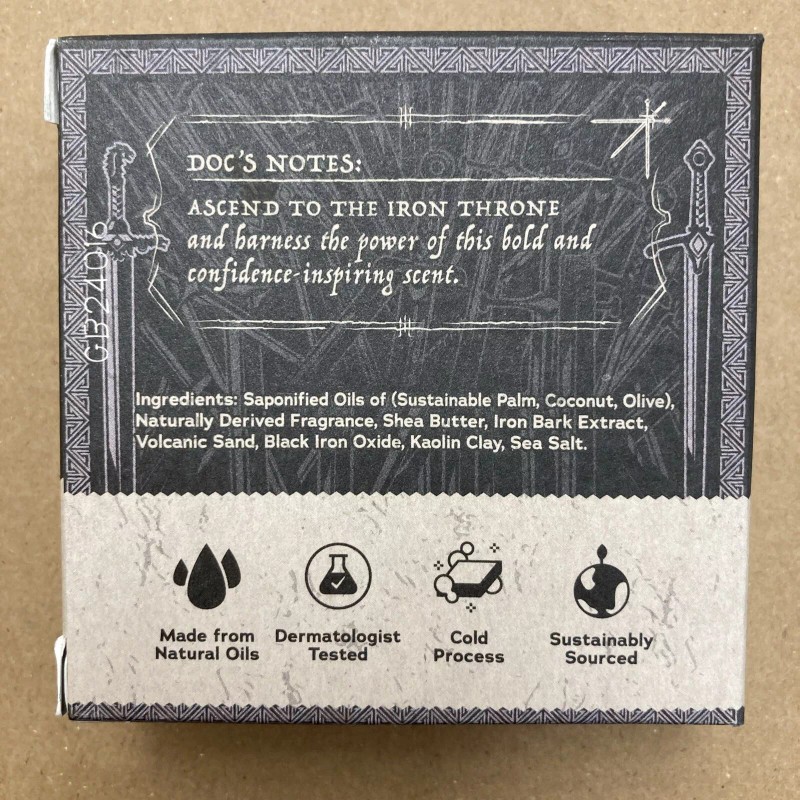 DOC'S NOTES:
ASCEND TO THE IRON THRONE
and harness the power of this bold and
confidence-inspiring scent.
GB24016
Ingredients: Saponified Oils of (Sustainable Palm, Coconut, Olive),
Naturally Derived Fragrance, Shea Butter, Iron Bark Extract,
Volcanic Sand, Black Iron Oxide, Kaolin Clay, Sea Salt.
Made from
Natural Oils
Dermatologist
Tested
Cold
Process
Sustainably
Sourced